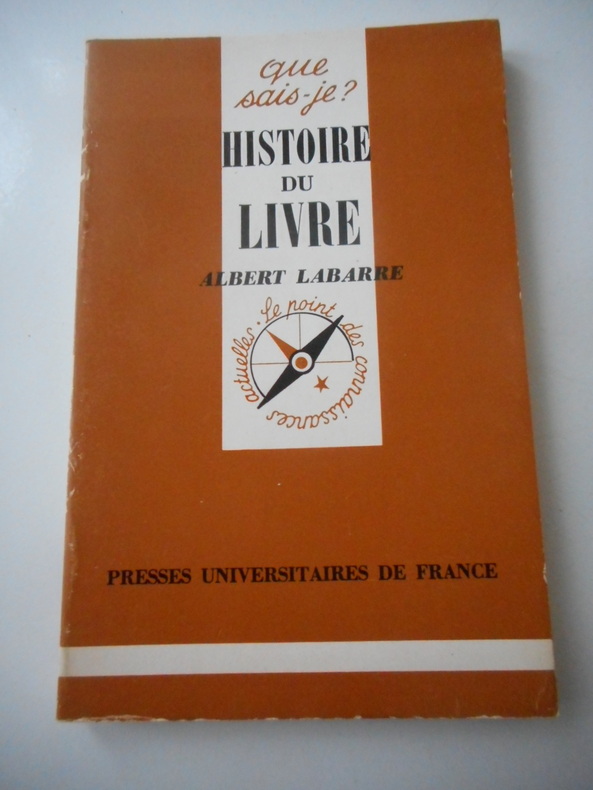 que
sais-je?
HISTOIRE
DU
LIVRE
ALBERT LABARRE
Le point des connaissances actuelles.
PRESSES UNIVERSITAIRES DE FRANCE